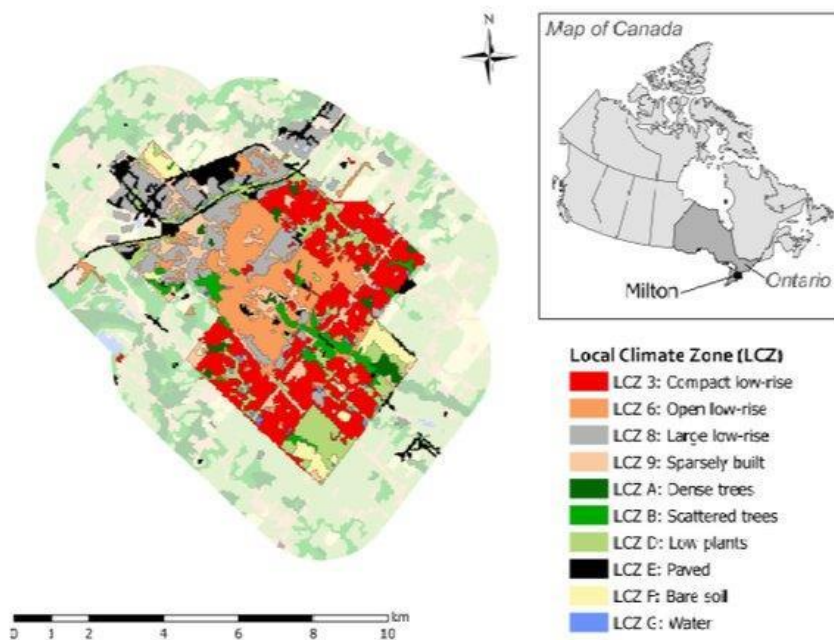 N
Map of Canada
Milton
Ontario
Local Climate Zone (LCZ)
LCZ 3: Compact low-rise
LCZ 6: Open low-rise
LCZ 8: Large low-rise
LCZ 9: Sparsely built
LCZ A: Dense trees
LCZ B: Scattered trees
LCZ D: Low plants
LCZ E: Paved
LCZ F: Bare soil
LCZ G: Water
km
0 1 2 4 6 8 10